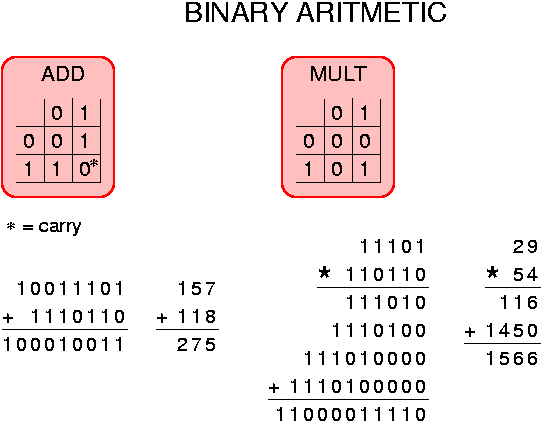 BINARY ARITMETIC
ADD
0 1
0 0 1
1 1 0*
* = carry
10011101
+ 1110110
100010011
157
+ 118
275
MULT
0 1
0 0 0
1 0 1
11101
* 110110
111010
1110100
111010000
+ 1110100000
11000011110
29
* 54
116
+ 1450
1566